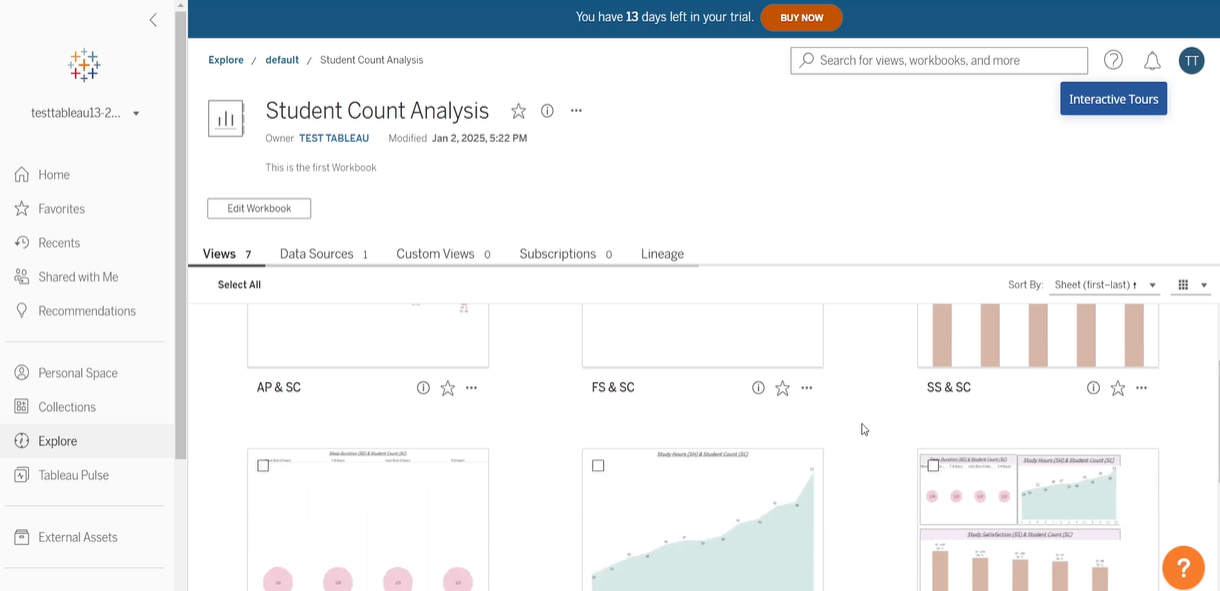 You have 13 days left in your trial.
BUY NOW
Explore / default / Student Count Analysis
Search for views, workbooks, and more
TT
Interactive Tours
testtableau13-2...
Student Count Analysis
Owner TEST TABLEAU Modified Jan 2, 2025, 5:22 PM
This is the first Workbook
Edit Workbook
Home
Favorites
Recents
Shared with Me
Recommendations
Personal Space
Collections
Explore
Tableau Pulse
External Assets
Views 7
Data Sources 1
Custom Views 0
Subscriptions 0
Lineage
Select All
Sort By: Sheet (first–last)
AP & SC
FS & SC
SS & SC
Sleep Duration (SD) & Student Count (SC)
Study Hours (SH) & Student Count (SC)
Sleep Duration (SD) & Student Count (SC)
Study Hours (SH) & Student Count (SC)
Study Satisfaction (SS) & Student Count (SC)
?